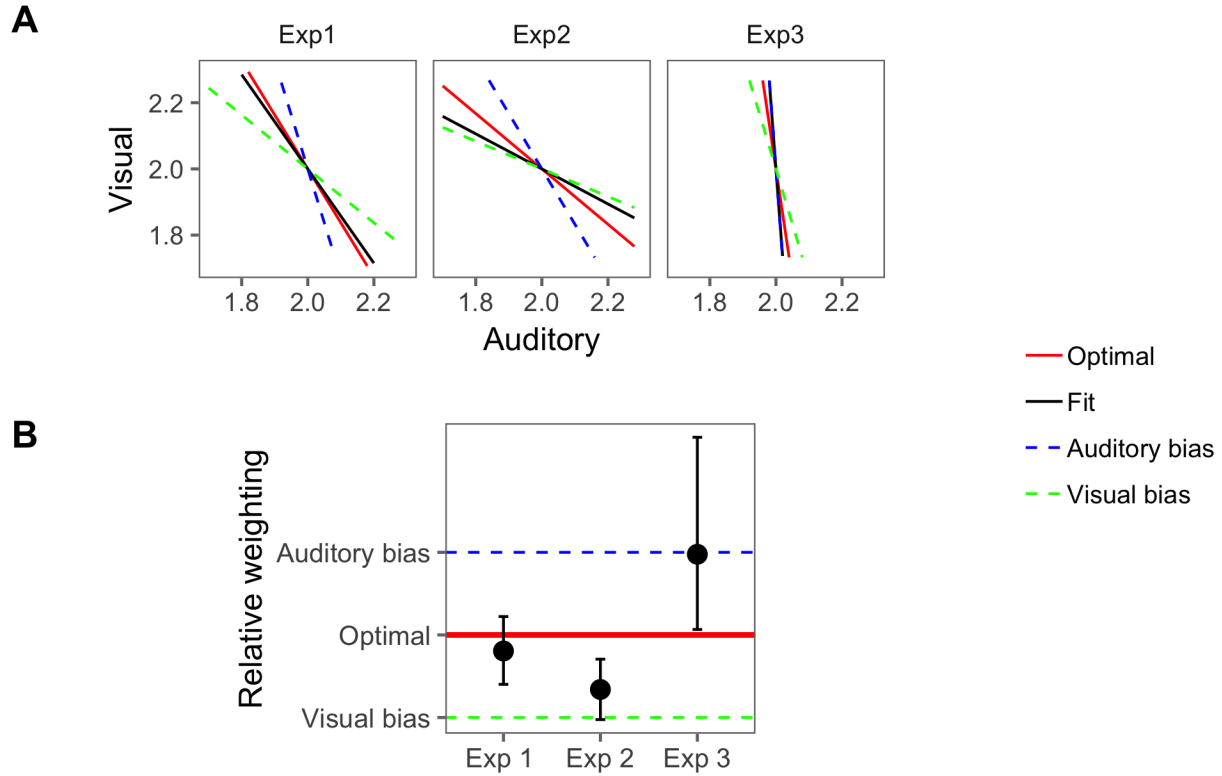 A
Exp1 Exp2 Exp3
Visual
2.2
2.0
1.8
1.8 2.0 2.2 1.8 2.0 2.2 1.8 2.0 2.2
Auditory
Optimal
Fit
Auditory bias
Visual bias
B
Relative weighting
Auditory bias
Optimal
Visual bias
Exp 1 Exp 2 Exp 3